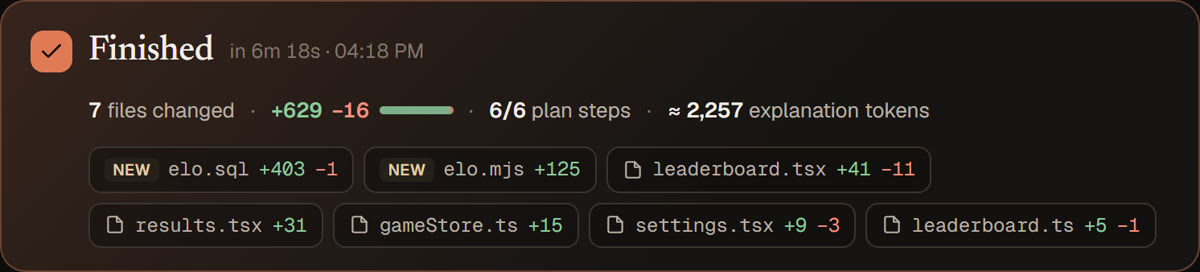 Finished in 6m 18s · 04:18 PM
7 files changed · +629 −16 · 6/6 plan steps · ≈ 2,257 explanation tokens
NEW elo.sql +403 −1 NEW elo.mjs +125 leaderboard.tsx +41 −11
results.tsx +31 gameStore.ts +15 settings.tsx +9 −3 leaderboard.ts +5 −1